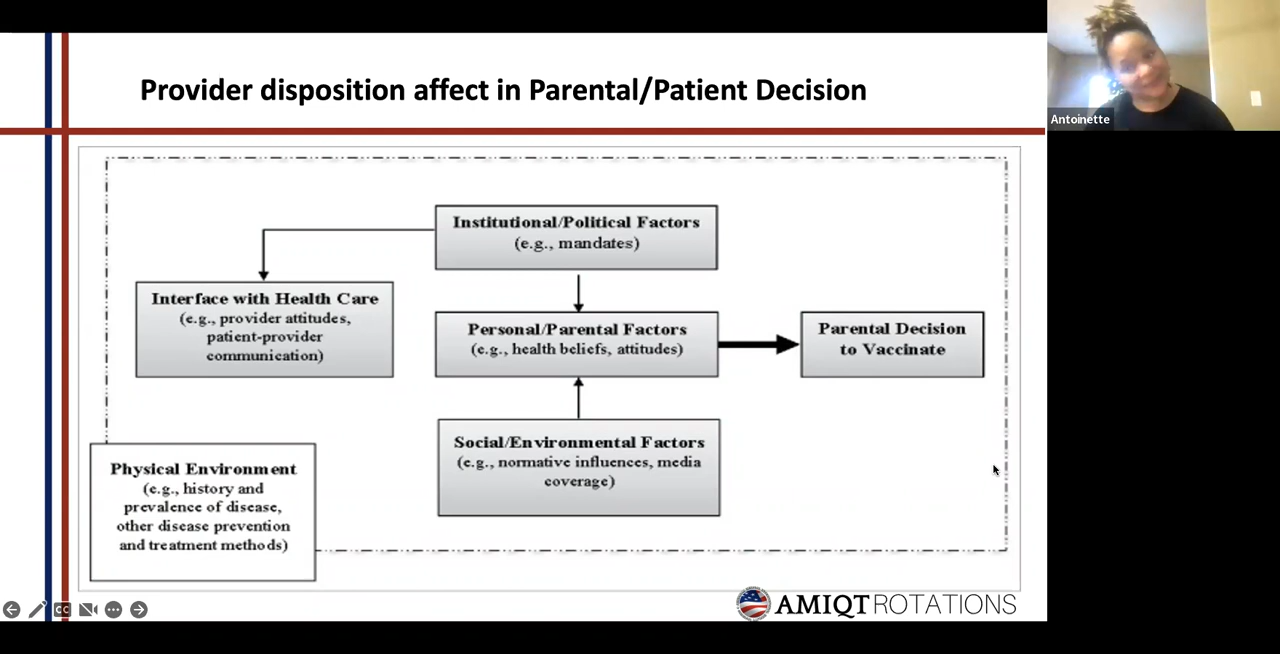 Provider disposition affect in Parental/Patient Decision
Antoinette
Institutional/Political Factors
(e.g., mandates)
Interface with Health Care
(e.g., provider attitudes,
patient-provider
communication)
Personal/Parental Factors
(e.g., health beliefs, attitudes)
Parental Decision
to Vaccinate
Social/Environmental Factors
(e.g., normative influences, media
coverage)
Physical Environment
(e.g., history and
prevalence of disease,
other disease prevention
and treatment methods)
CC
AMIQTROTATIONS